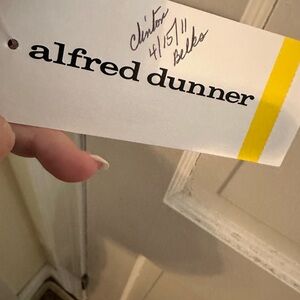 Clinton
4/15/11
Belks
alfred dunner